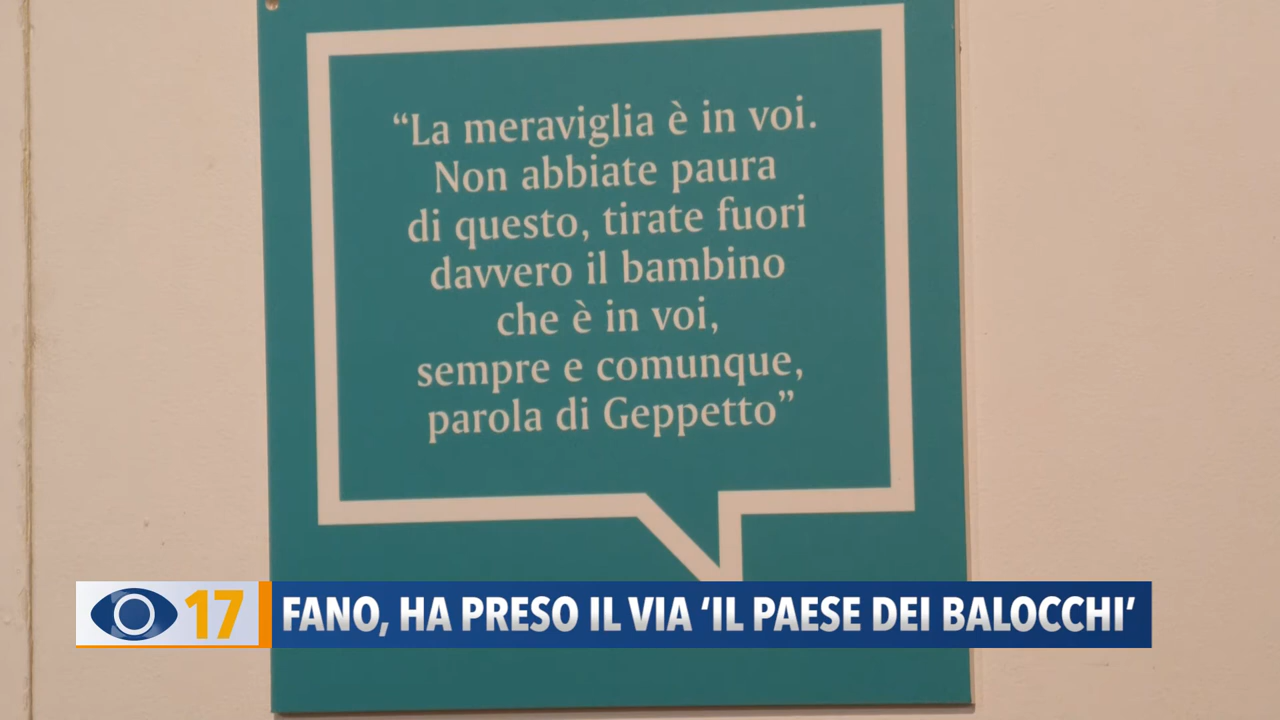 “La meraviglia è in voi.
Non abbiate paura
di questo, tirate fuori
davvero il bambino
che è in voi,
sempre e comunque,
parola di Geppetto”
17 FANO, HA PRESO IL VIA ‘IL PAESE DEI BALOCCHI’